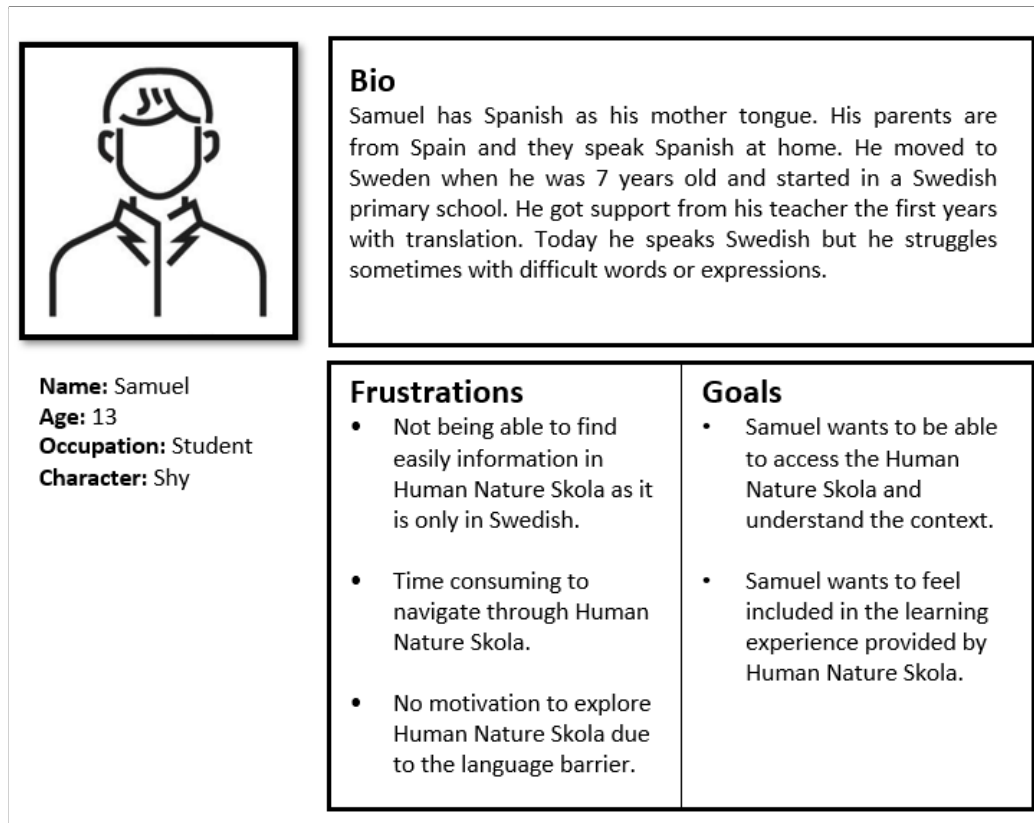 Bio
Samuel has Spanish as his mother tongue. His parents are
from Spain and they speak Spanish at home. He moved to
Sweden when he was 7 years old and started in a Swedish
primary school. He got support from his teacher the first years
with translation. Today he speaks Swedish but he struggles
sometimes with difficult words or expressions.
Name: Samuel
Age: 13
Occupation: Student
Character: Shy
Frustrations
• Not being able to find
easily information in
Human Nature Skola as it
is only in Swedish.
• Time consuming to
navigate through Human
Nature Skola.
• No motivation to explore
Human Nature Skola due
to the language barrier.
Goals
• Samuel wants to be able
to access the Human
Nature Skola and
understand the context.
• Samuel wants to feel
included in the learning
experience provided by
Human Nature Skola.